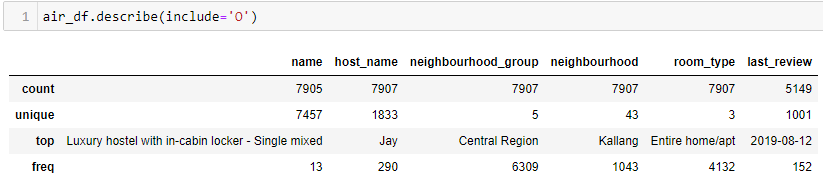 1 air_df.describe(include='O')
name host_name neighbourhood_group neighbourhood room_type last_review
count 7905 7907 7907 7907 7907 5149
unique 7457 1833 5 43 3 1001
top Luxury hostel with in-cabin locker - Single mixed Jay Central Region Kallang Entire home/apt 2019-08-12
freq 13 290 6309 1043 4132 152